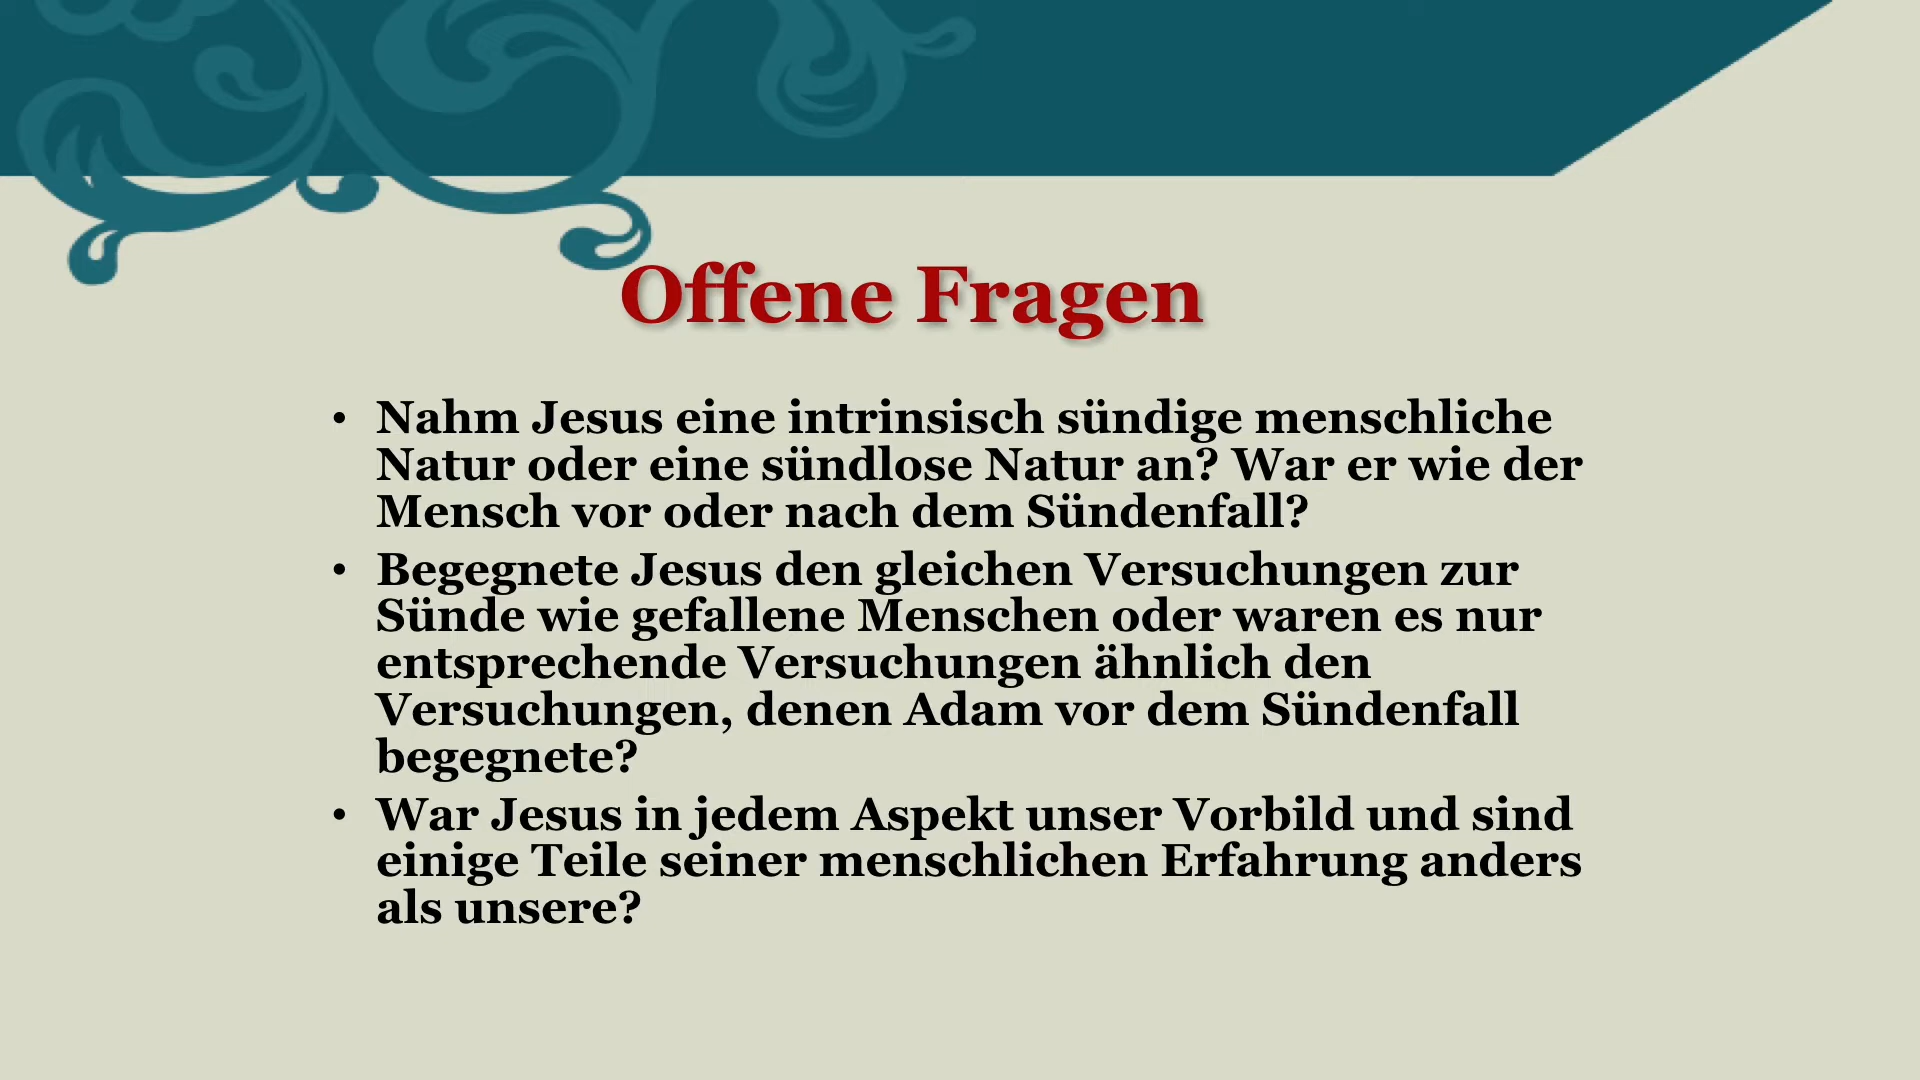 Offene Fragen
• Nahm Jesus eine intrinsisch sündige menschliche
Natur oder eine sündlose Natur an? War er wie der
Mensch vor oder nach dem Sündenfall?
• Begegnete Jesus den gleichen Versuchungen zur
Sünde wie gefallene Menschen oder waren es nur
entsprechende Versuchungen ähnlich den
Versuchungen, denen Adam vor dem Sündenfall
begegnete?
• War Jesus in jedem Aspekt unser Vorbild und sind
einige Teile seiner menschlichen Erfahrung anders
als unsere?